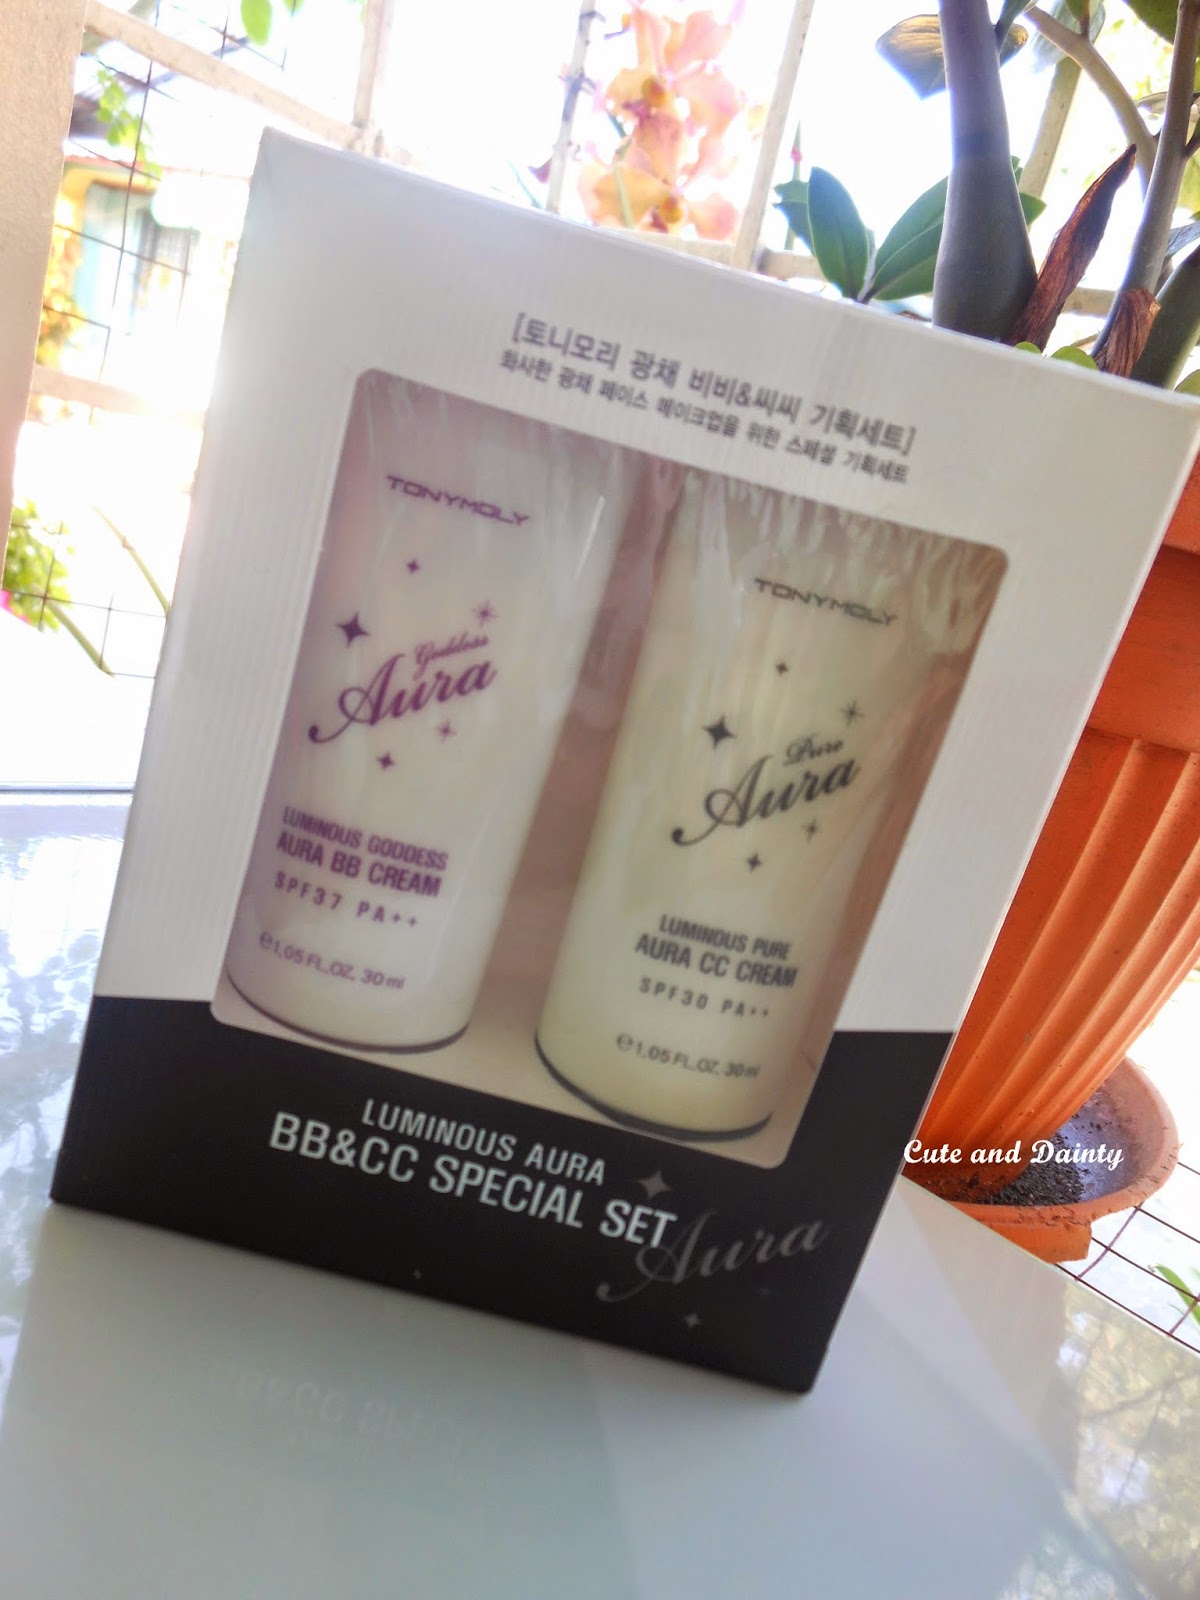 [토니모리 광채 비비&씨씨 기획세트]
화사한 광채 페이스 메이크업을 위한 스페셜 기획세트
TONYMOLY
Goddess
Aura
LUMINOUS GODDESS
AURA BB CREAM
SPF37 PA++
℮1.05 FL.OZ. 30ml
TONYMOLY
Pure
Aura
LUMINOUS PURE
AURA CC CREAM
SPF30 PA++
℮1.05 FL.OZ. 30ml
LUMINOUS AURA
BB&CC SPECIAL SET
Aura
Cute and Dainty